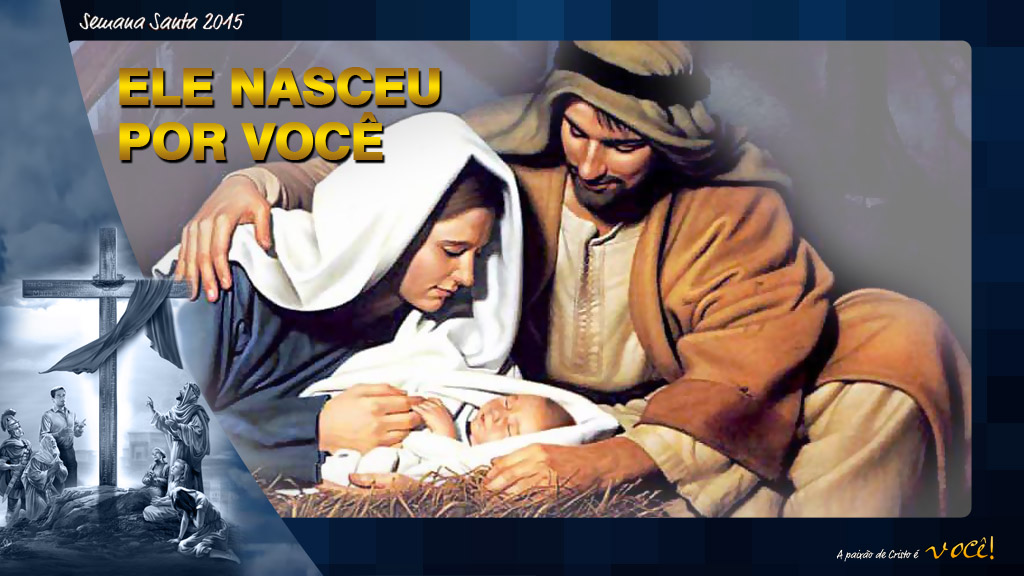 Semana Santa 2015
ELE NASCEU
POR VOCÊ
A paixão de Cristo é você!